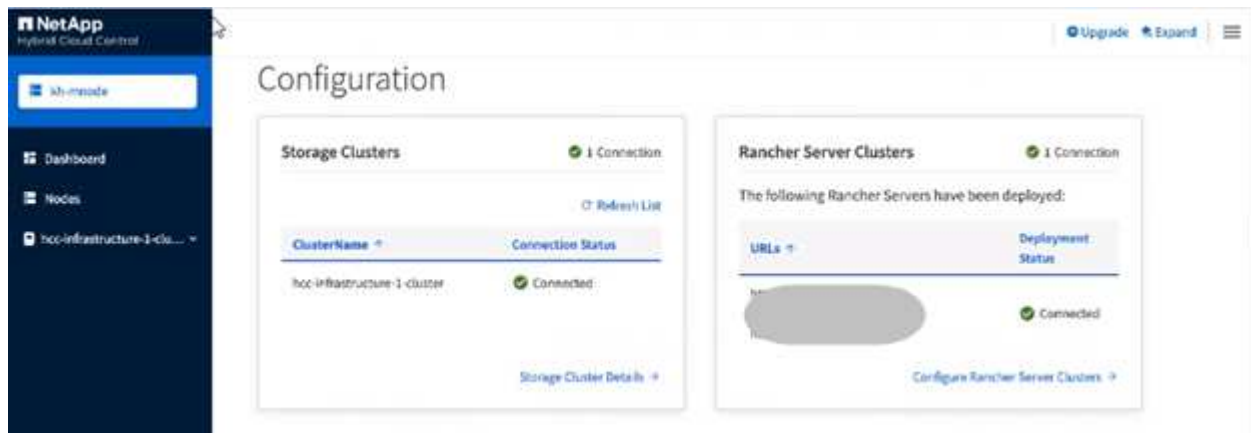 NetApp
Hybrid Cloud Control
kh-mnode
Dashboard
Nodes
hcc-infrastructure-1-clu...
Upgrade
Expand
Configuration
Storage Clusters
1 Connection
Refresh List
ClusterName
Connection Status
hcc-infrastructure-1-cluster
Connected
Storage Cluster Details
Rancher Server Clusters
1 Connection
The following Rancher Servers have been deployed:
URLs
Deployment
Status
Connected
Configure Rancher Server Clusters